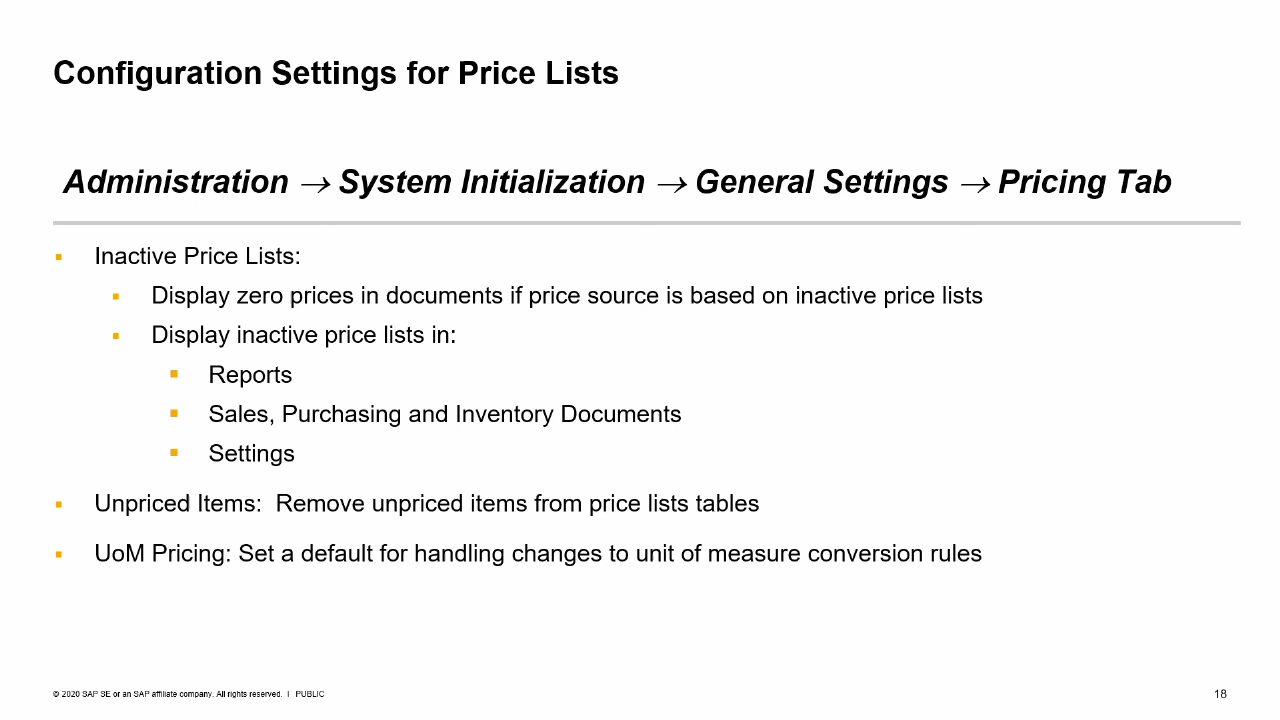 Configuration Settings for Price Lists
Administration → System Initialization → General Settings → Pricing Tab
▪ Inactive Price Lists:
▪ Display zero prices in documents if price source is based on inactive price lists
▪ Display inactive price lists in:
▪ Reports
▪ Sales, Purchasing and Inventory Documents
▪ Settings
▪ Unpriced Items:  Remove unpriced items from price lists tables
▪ UoM Pricing: Set a default for handling changes to unit of measure conversion rules
© 2020 SAP SE or an SAP affiliate company. All rights reserved. I PUBLIC
18